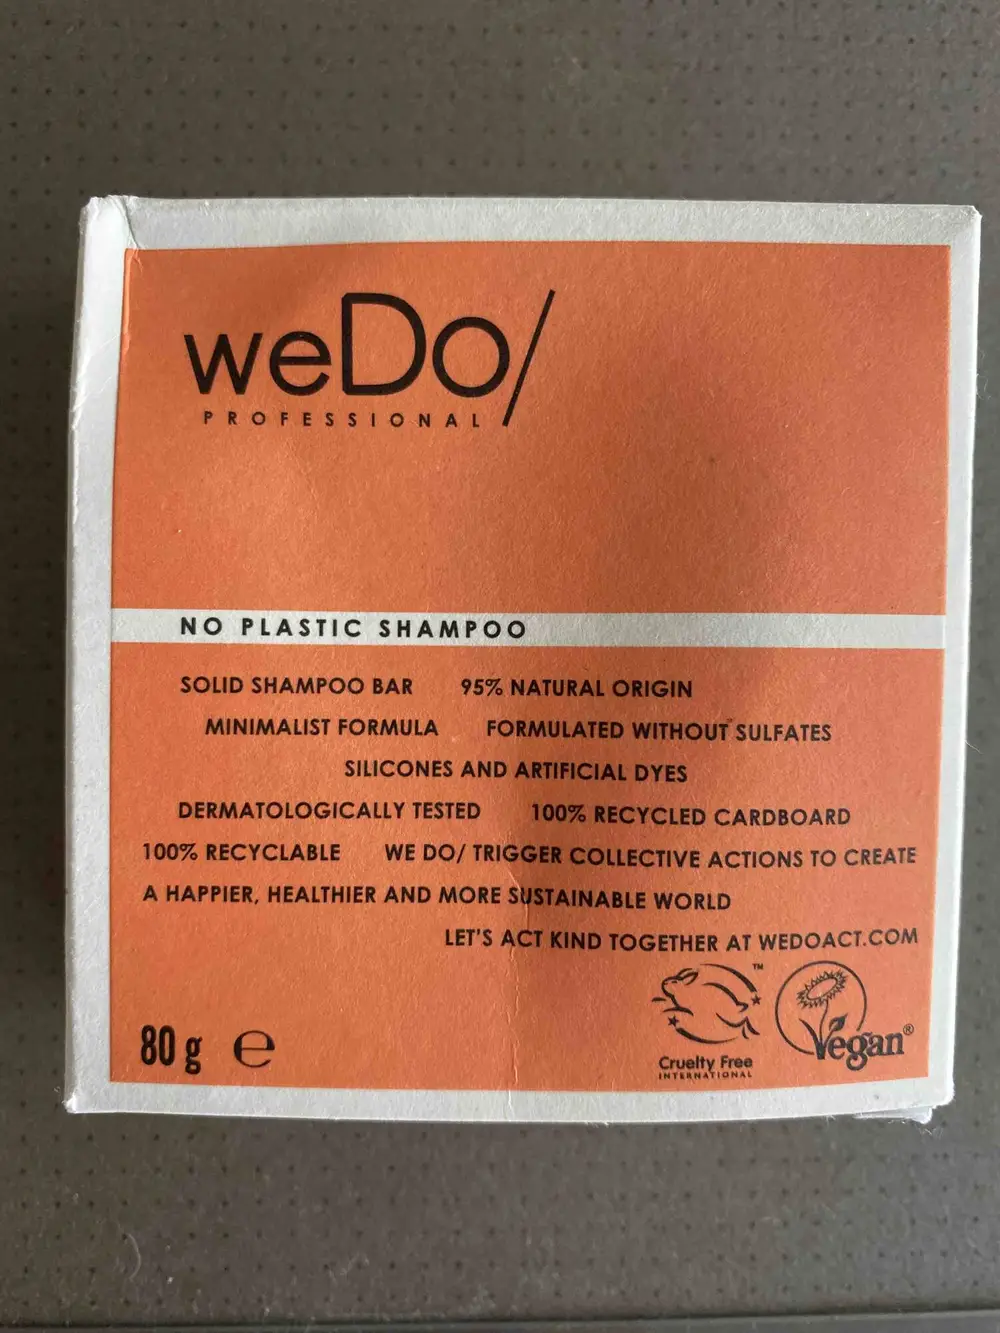 weDo/
PROFESSIONAL
NO PLASTIC SHAMPOO
SOLID SHAMPOO BAR 95% NATURAL ORIGIN
MINIMALIST FORMULA FORMULATED WITHOUT SULFATES
SILICONES AND ARTIFICIAL DYES
DERMATOLOGICALLY TESTED 100% RECYCLED CARDBOARD
100% RECYCLABLE WE DO/ TRIGGER COLLECTIVE ACTIONS TO CREATE
A HAPPIER, HEALTHIER AND MORE SUSTAINABLE WORLD
LET'S ACT KIND TOGETHER AT WEDOACT.COM
80 g ℮
TM
Cruelty Free
INTERNATIONAL
Vegan®